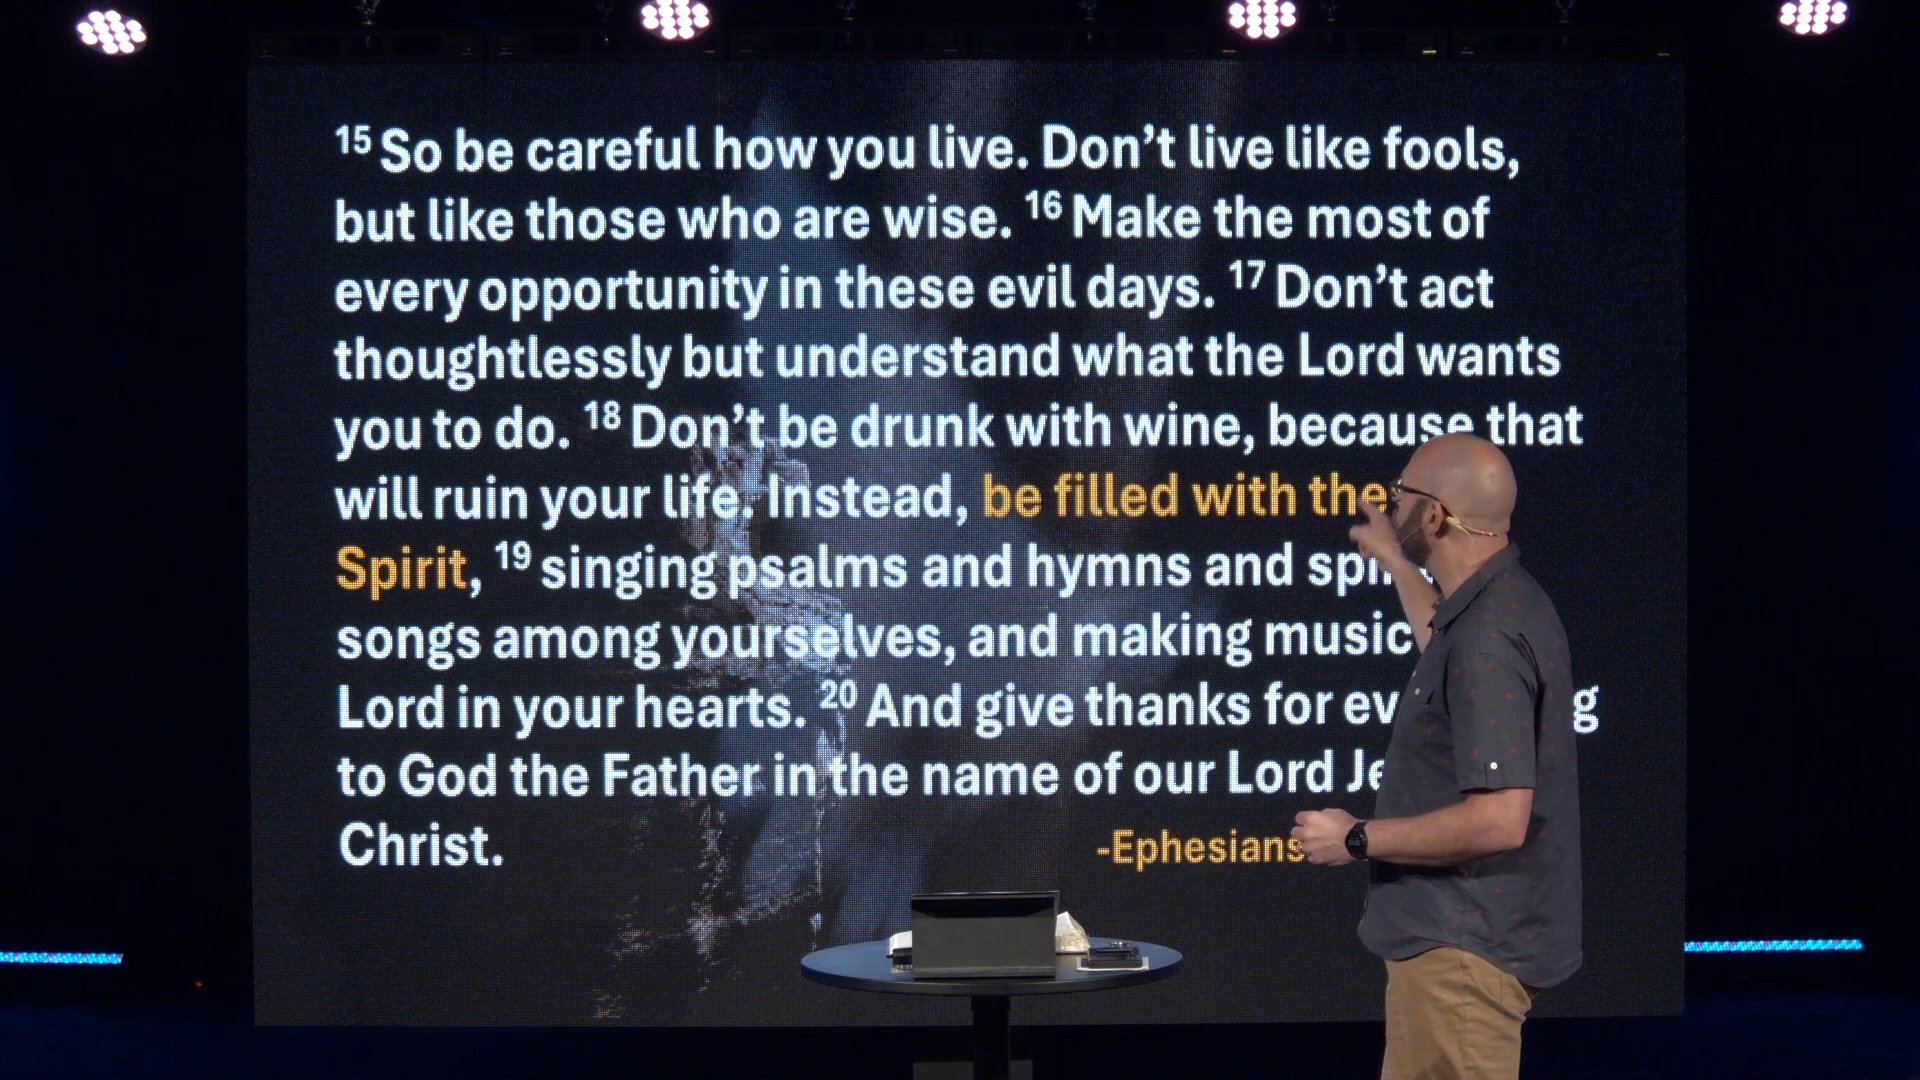 15 So be careful how you live. Don’t live like fools,
but like those who are wise. 16 Make the most of
every opportunity in these evil days. 17 Don’t act
thoughtlessly but understand what the Lord wants
you to do. 18 Don’t be drunk with wine, because that
will ruin your life. Instead, be filled with the
Spirit, 19 singing psalms and hymns and
songs among yourselves, and making music
Lord in your hearts. 20 And give thanks for
to God the Father in the name of our Lord
Christ.
-Ephesians